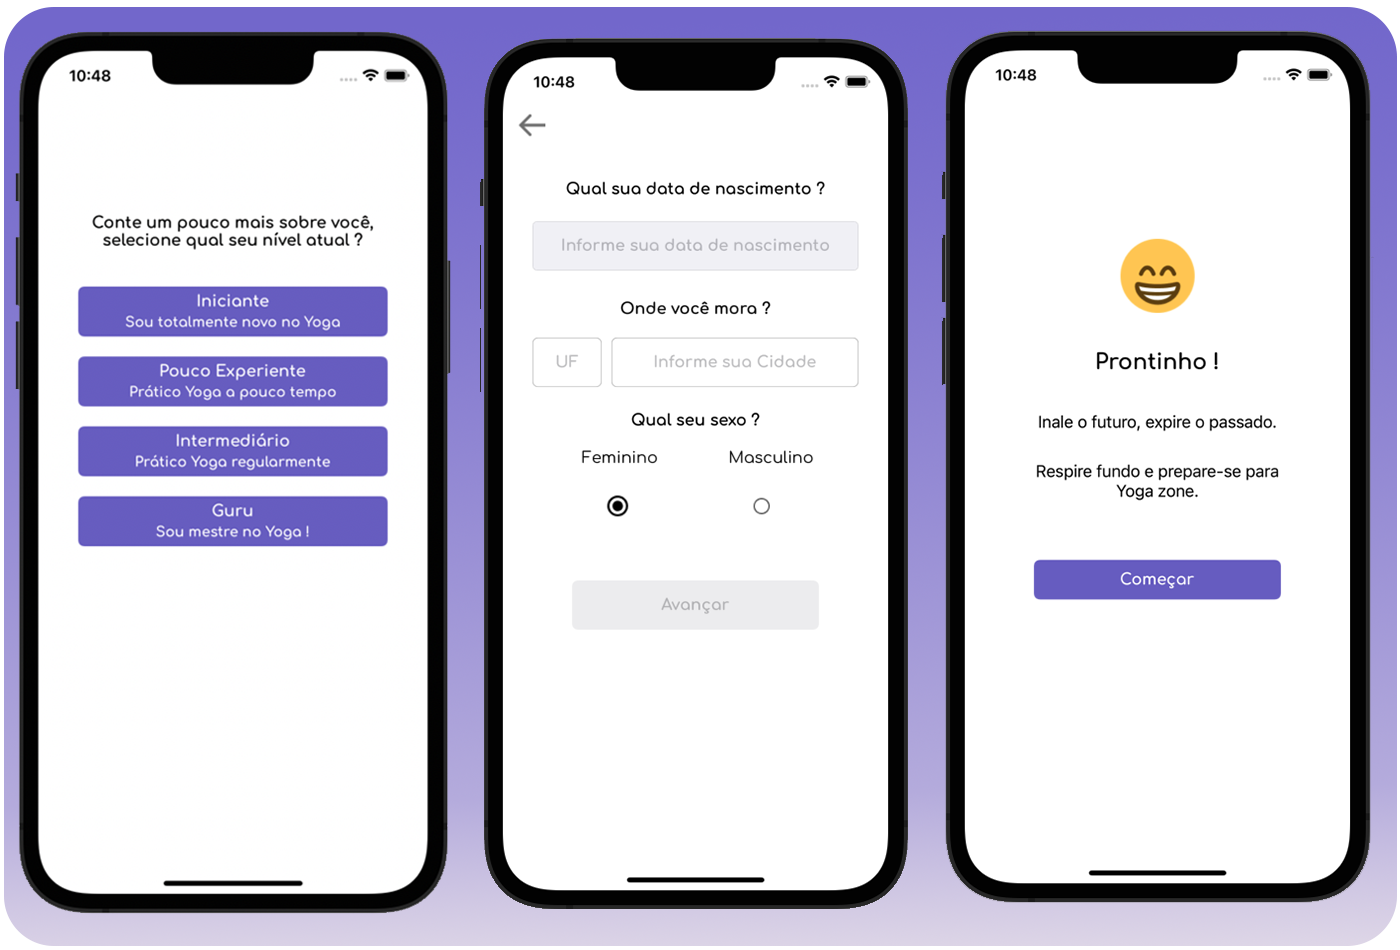 10:48
Conte um pouco mais sobre você,
selecione qual seu nível atual ?
Iniciante
Sou totalmente novo no Yoga
Pouco Experiente
Prático Yoga a pouco tempo
Intermediário
Prático Yoga regularmente
Guru
Sou mestre no Yoga !
10:48
Qual sua data de nascimento ?
Informe sua data de nascimento
Onde você mora ?
UF Informe sua Cidade
Qual seu sexo ?
Feminino Masculino
Avançar
10:48
Prontinho !
Inale o futuro, expire o passado.
Respire fundo e prepare-se para
Yoga zone.
Começar